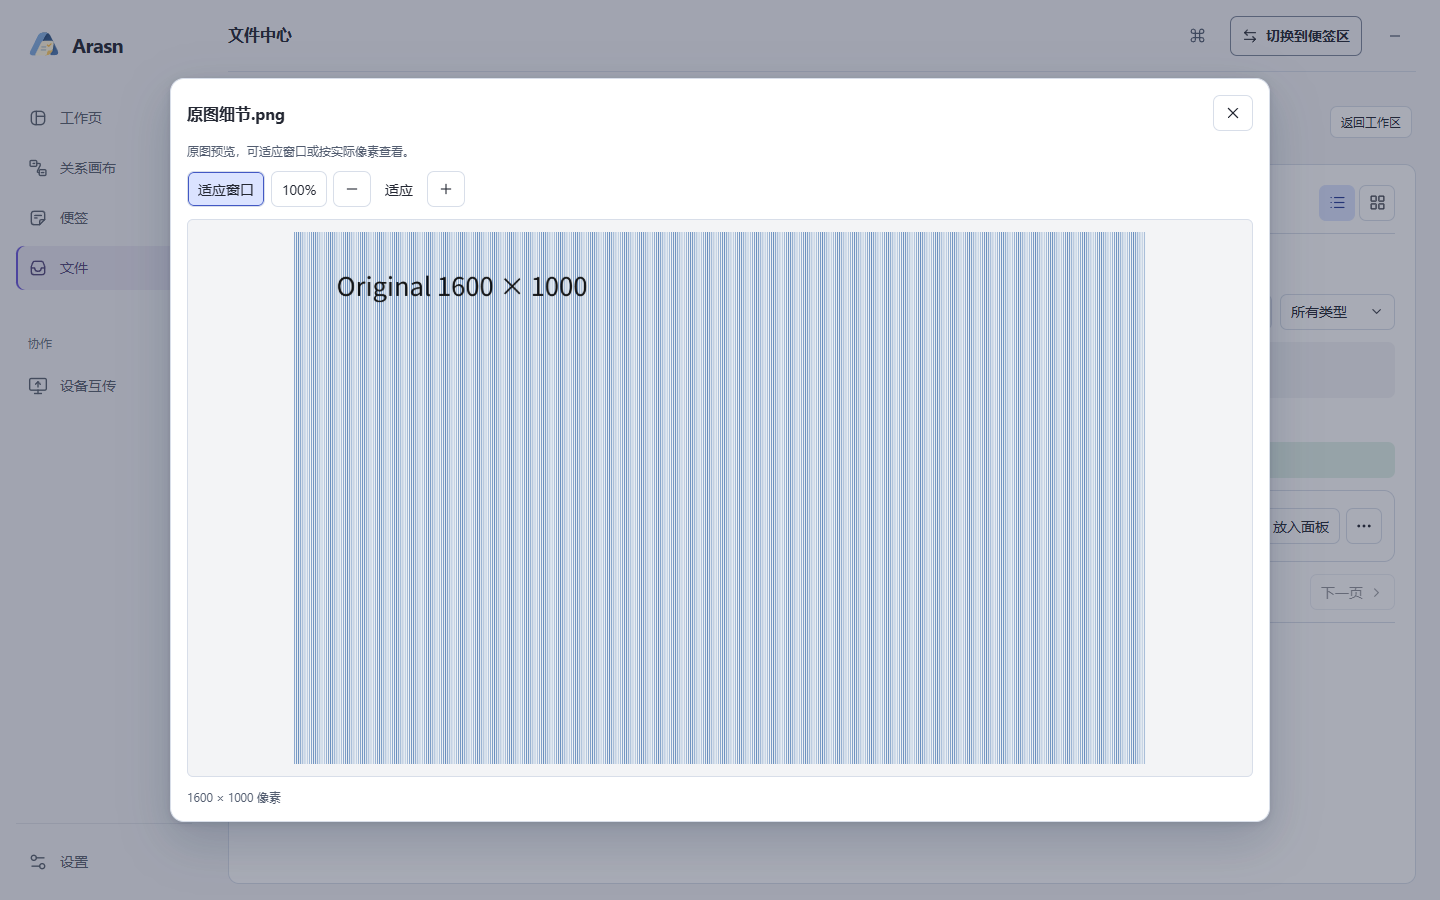 Arasn
文件中心
切换到便签区
工作页
关系画布
便签
文件
协作
设备互传
设置
返回工作区
所有类型
放入面板
下一页
原图细节.png
原图预览，可适应窗口或按实际像素查看。
适应窗口
100%
适应
Original 1600 × 1000
1600 × 1000 像素